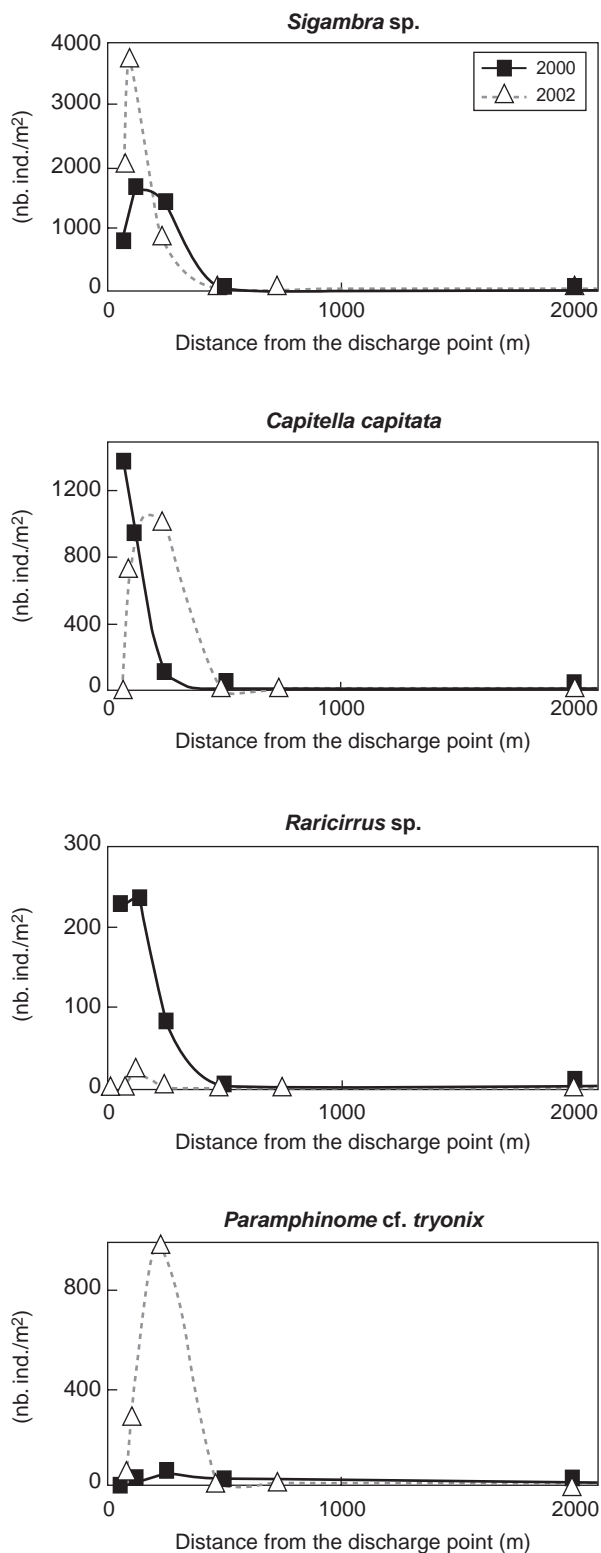 Sigambra sp.
4000
3000
2000
1000
0
(nb. ind./m²)
2000
2002
0 1000 2000
Distance from the discharge point (m)
Capitella capitata
1200
800
400
0
(nb. ind./m²)
0 1000 2000
Distance from the discharge point (m)
Raricirrus sp.
300
200
100
0
(nb. ind./m²)
0 1000 2000
Distance from the discharge point (m)
Paramphinome cf. tryonix
800
400
0
(nb. ind./m²)
0 1000 2000
Distance from the discharge point (m)